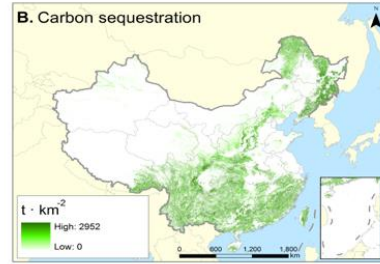 B. Carbon sequestration
N
t · km-2
High: 2952
Low: 0
0 600 1,200 1,800
km